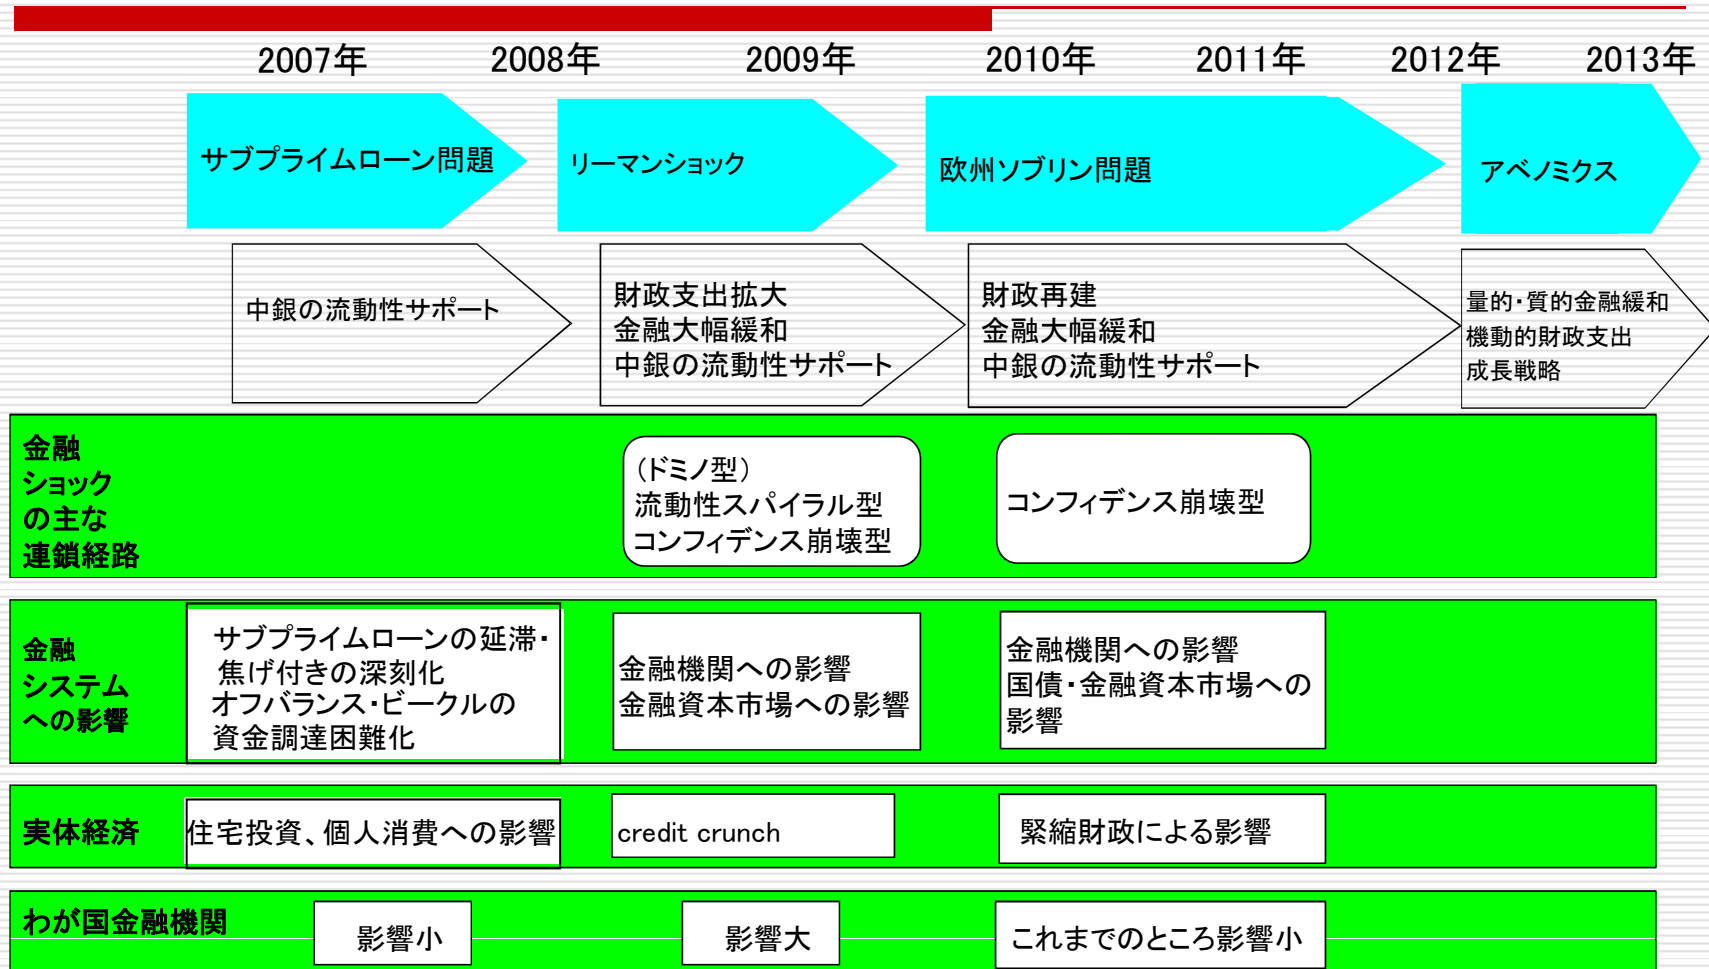 2007年 2008年 2009年 2010年 2011年 2012年 2013年
サブプライムローン問題
リーマンショック
欧州ソブリン問題
アベノミクス
中銀の流動性サポート
財政支出拡大
金融大幅緩和
中銀の流動性サポート
財政再建
金融大幅緩和
中銀の流動性サポート
量的・質的金融緩和
機動的財政支出
成長戦略
金融
ショック
の主な
連鎖経路
(ドミノ型)
流動性スパイラル型
コンフィデンス崩壊型
コンフィデンス崩壊型
金融
システム
への影響
サブプライムローンの延滞・
焦げ付きの深刻化
オフバランス・ビークルの
資金調達困難化
金融機関への影響
金融資本市場への影響
金融機関への影響
国債・金融資本市場への
影響
実体経済
住宅投資、個人消費への影響
credit crunch
緊縮財政による影響
わが国金融機関
影響小
影響大
これまでのところ影響小